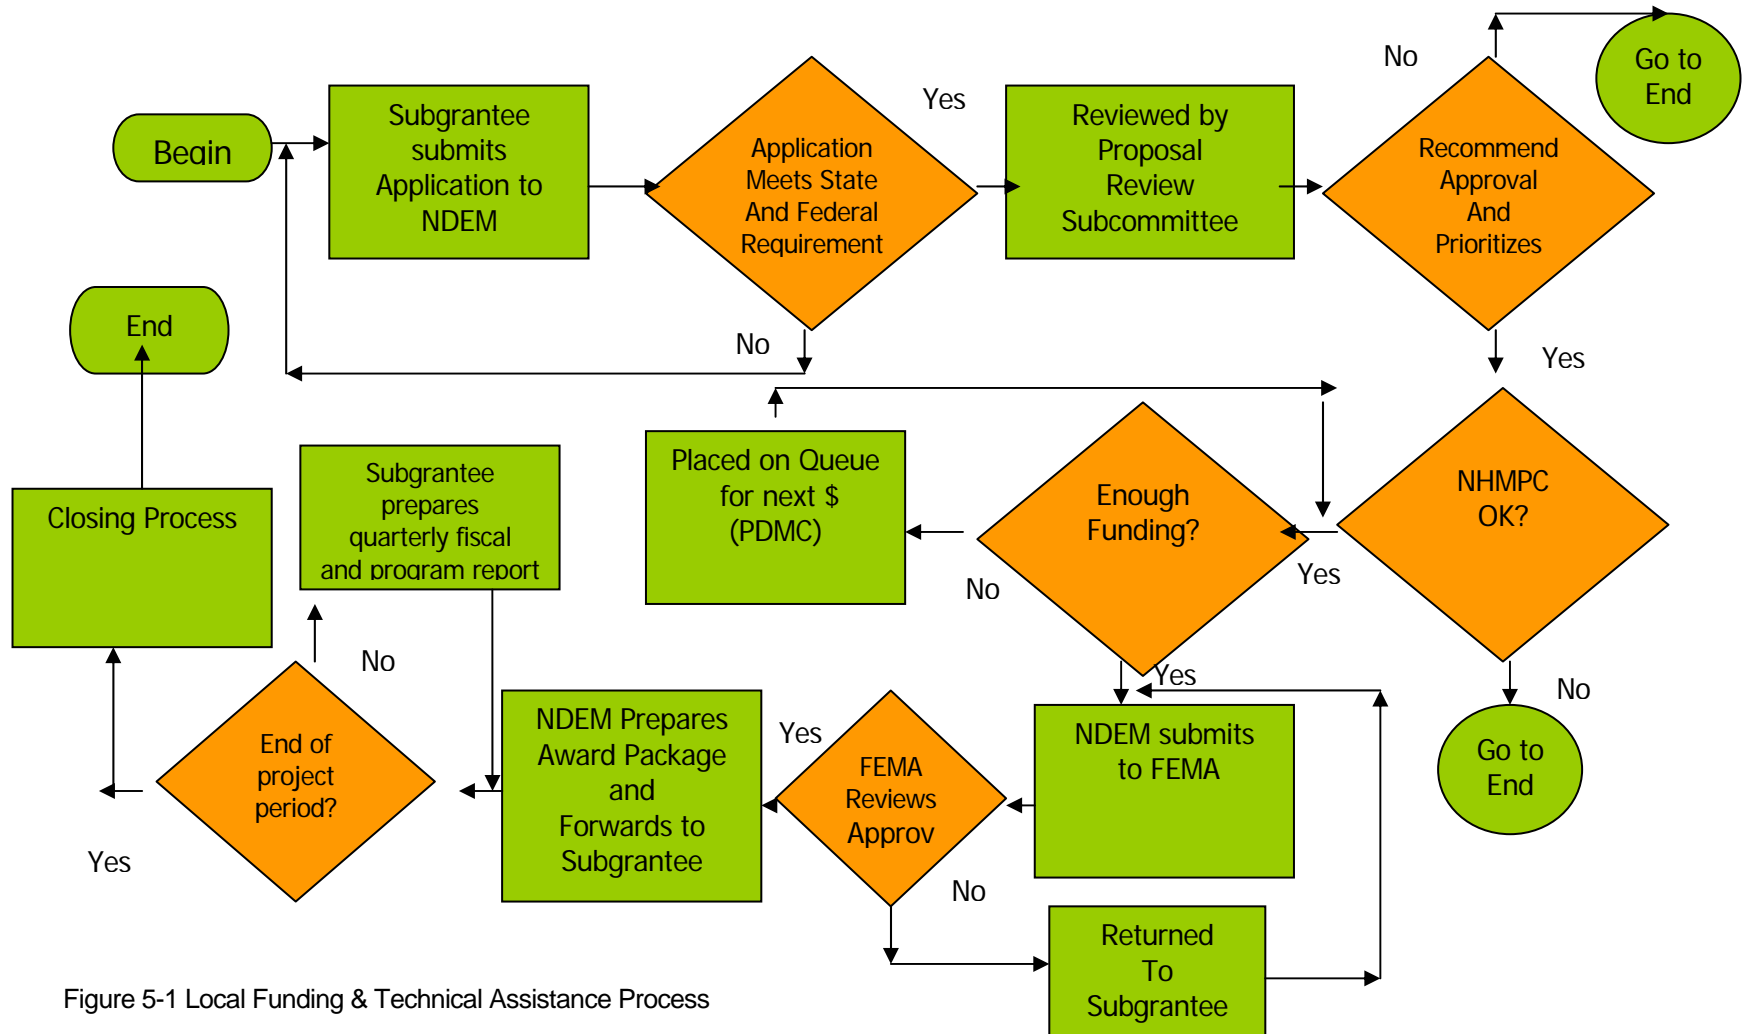 Begin
Subgrantee
submits
Application to
NDEM
Application
Meets State
And Federal
Requirement
Yes
No
Reviewed by
Proposal
Review
Subcommittee
Recommend
Approval
And
Prioritizes
No
Go to
End
Yes
NHMPC
OK?
No
Go to
End
Yes
Enough
Funding?
No
Placed on Queue
for next $
(PDMC)
Yes
NDEM submits
to FEMA
FEMA
Reviews
Approv
No
Returned
To
Subgrantee
Yes
NDEM Prepares
Award Package
and
Forwards to
Subgrantee
End of
project
period?
No
Subgrantee
prepares
quarterly fiscal
and program report
Yes
Closing Process
End
Figure 5-1 Local Funding & Technical Assistance Process